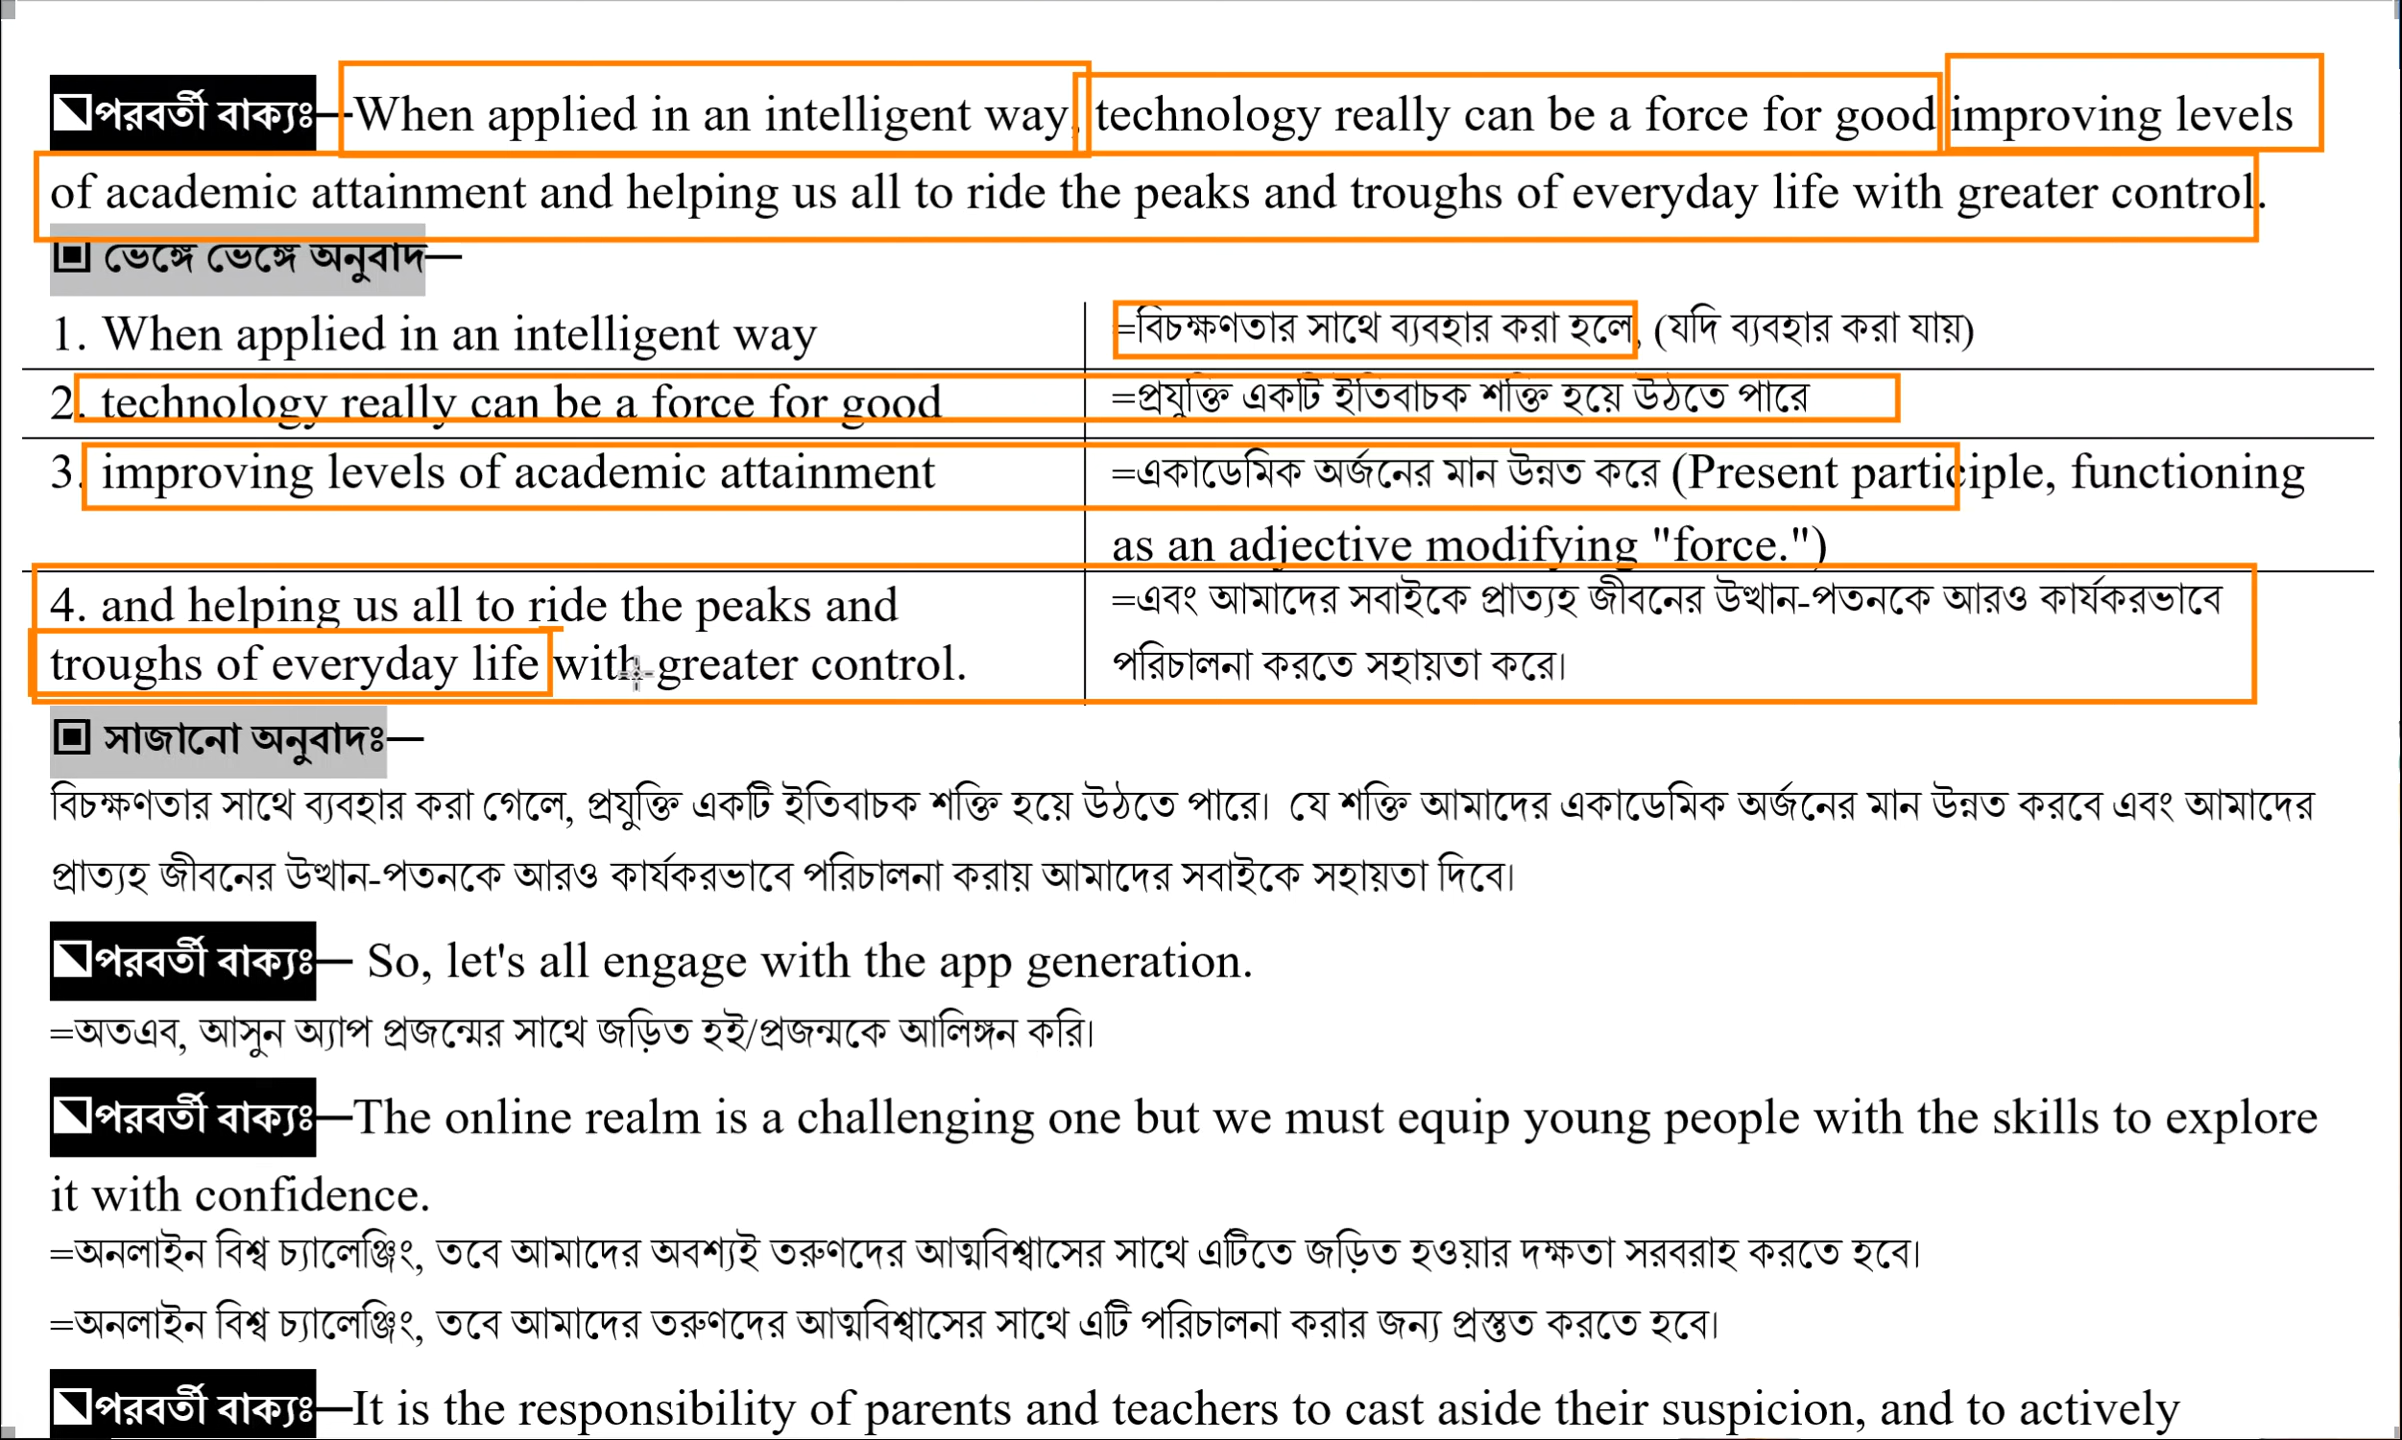 পরবর্তী বাক্যঃ—When applied in an intelligent way, technology really can be a force for good improving levels
of academic attainment and helping us all to ride the peaks and troughs of everyday life with greater control.
ভেঙ্গে ভেঙ্গে অনুবাদ—
1. When applied in an intelligent way =বিচক্ষণতার সাথে ব্যবহার করা হলে, (যদি ব্যবহার করা যায়)
2. technology really can be a force for good =প্রযুক্তি একটি ইতিবাচক শক্তি হয়ে উঠতে পারে
3. improving levels of academic attainment =একাডেমিক অর্জনের মান উন্নত করে (Present participle, functioning
as an adjective modifying "force.")
4. and helping us all to ride the peaks and =এবং আমাদের সবাইকে প্রাত্যহ জীবনের উত্থান-পতনকে আরও কার্যকরভাবে
troughs of everyday life with greater control. পরিচালনা করতে সহায়তা করে।
সাজানো অনুবাদঃ—
বিচক্ষণতার সাথে ব্যবহার করা গেলে, প্রযুক্তি একটি ইতিবাচক শক্তি হয়ে উঠতে পারে। যে শক্তি আমাদের একাডেমিক অর্জনের মান উন্নত করবে এবং আমাদের
প্রাত্যহ জীবনের উত্থান-পতনকে আরও কার্যকরভাবে পরিচালনা করায় আমাদের সবাইকে সহায়তা দিবে।
পরবর্তী বাক্যঃ— So, let's all engage with the app generation.
=অতএব, আসুন অ্যাপ প্রজন্মের সাথে জড়িত হই/প্রজন্মকে আলিঙ্গন করি।
পরবর্তী বাক্যঃ—The online realm is a challenging one but we must equip young people with the skills to explore
it with confidence.
=অনলাইন বিশ্ব চ্যালেঞ্জিং, তবে আমাদের অবশ্যই তরুণদের আত্মবিশ্বাসের সাথে এটিতে জড়িত হওয়ার দক্ষতা সরবরাহ করতে হবে।
=অনলাইন বিশ্ব চ্যালেঞ্জিং, তবে আমাদের তরুণদের আত্মবিশ্বাসের সাথে এটি পরিচালনা করার জন্য প্রস্তুত করতে হবে।
পরবর্তী বাক্যঃ—It is the responsibility of parents and teachers to cast aside their suspicion, and to actively